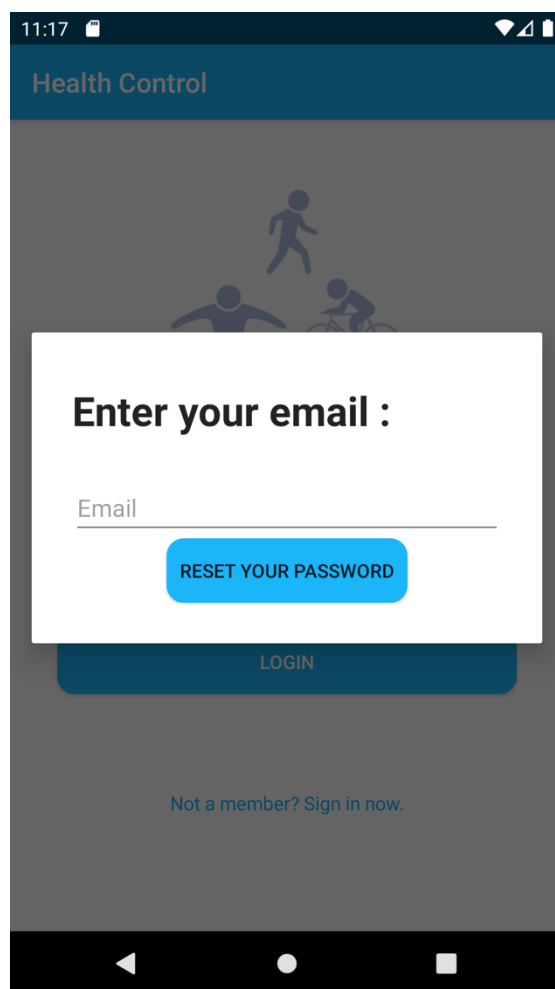 11:17
Health Control
Enter your email :
Email
RESET YOUR PASSWORD
LOGIN
Not a member? Sign in now.